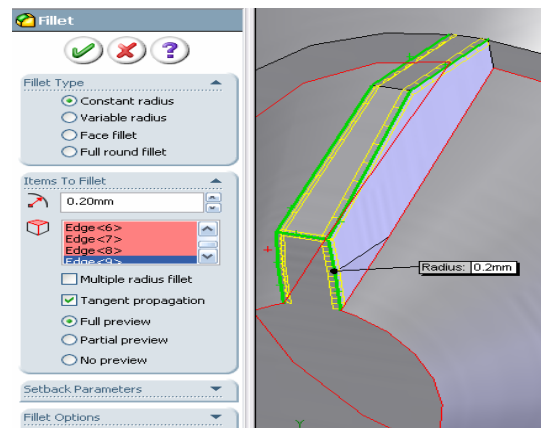 Fillet
?
Fillet Type
Constant radius
Variable radius
Face fillet
Full round fillet
Items To Fillet
0.20mm
Edge<6>
Edge<7>
Edge<8>
Edge<9>
Multiple radius fillet
Tangent propagation
Full preview
Partial preview
No preview
Setback Parameters
Fillet Options
Radius: 0.2mm
Y